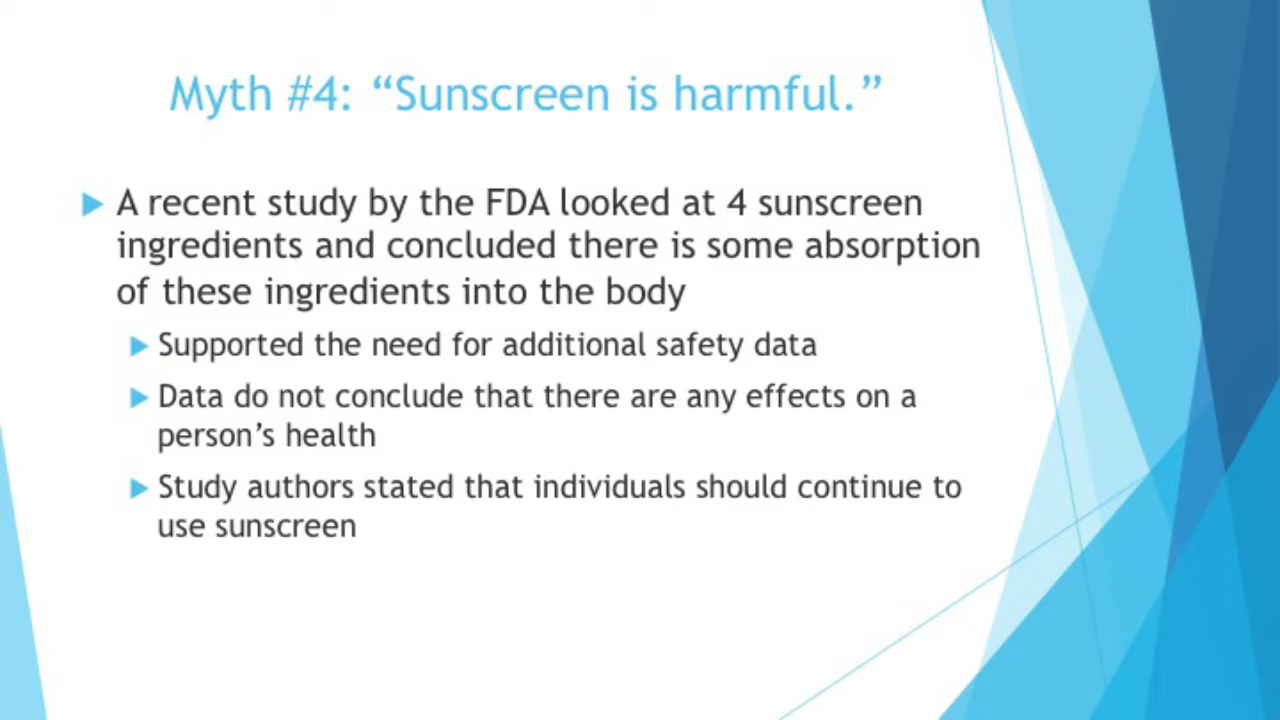 Myth #4: “Sunscreen is harmful.”
A recent study by the FDA looked at 4 sunscreen
ingredients and concluded there is some absorption
of these ingredients into the body
Supported the need for additional safety data
Data do not conclude that there are any effects on a
person’s health
Study authors stated that individuals should continue to
use sunscreen